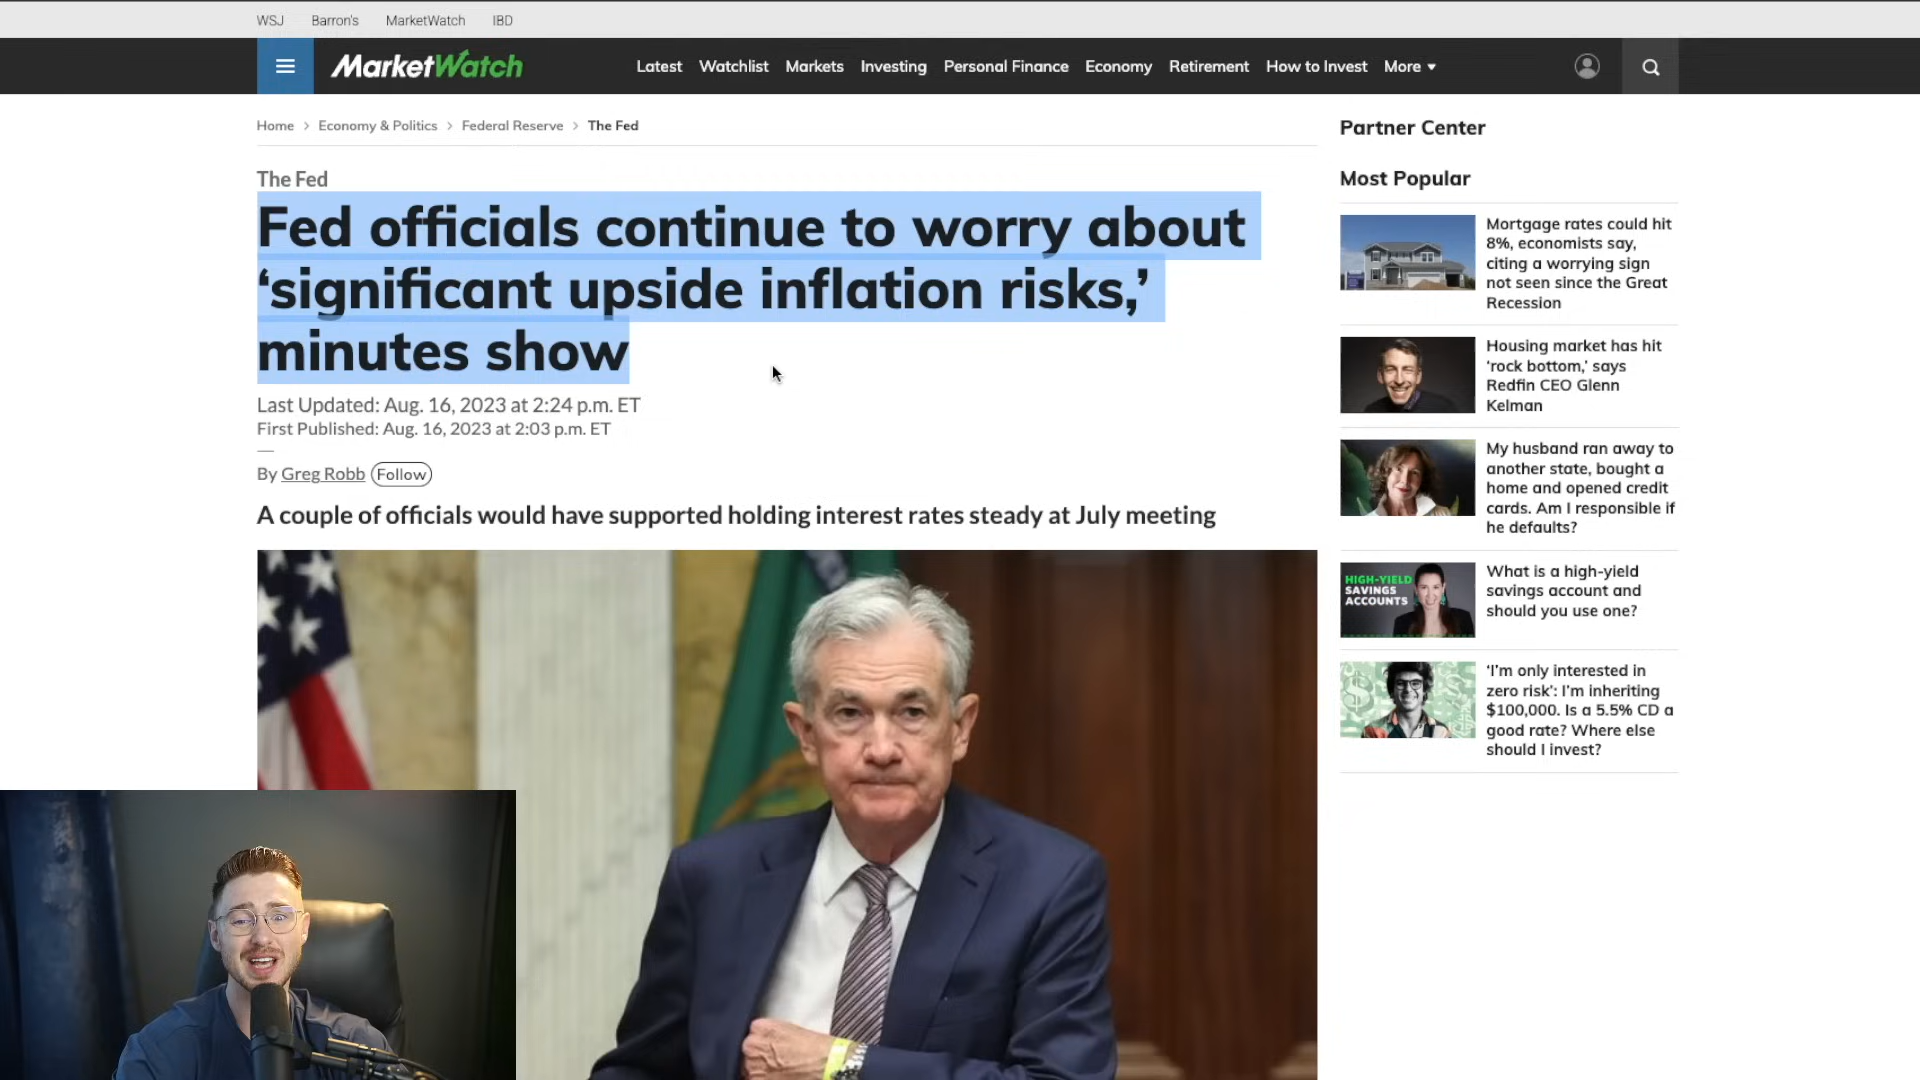 WSJ Barron's MarketWatch IBD
MarketWatch
Latest Watchlist Markets Investing Personal Finance Economy Retirement How to Invest More
Home > Economy & Politics > Federal Reserve > The Fed
The Fed
Fed officials continue to worry about
‘significant upside inflation risks,’
minutes show
Last Updated: Aug. 16, 2023 at 2:24 p.m. ET
First Published: Aug. 16, 2023 at 2:03 p.m. ET
By Greg Robb Follow
A couple of officials would have supported holding interest rates steady at July meeting
Partner Center
Most Popular
Mortgage rates could hit
8%, economists say,
citing a worrying sign
not seen since the Great
Recession
Housing market has hit
‘rock bottom,’ says
Redfin CEO Glenn
Kelman
My husband ran away to
another state, bought a
home and opened credit
cards. Am I responsible if
he defaults?
HIGH-YIELD
SAVINGS
ACCOUNTS
What is a high-yield
savings account and
should you use one?
‘I’m only interested in
zero risk’: I’m inheriting
$100,000. Is a 5.5% CD a
good rate? Where else
should I invest?